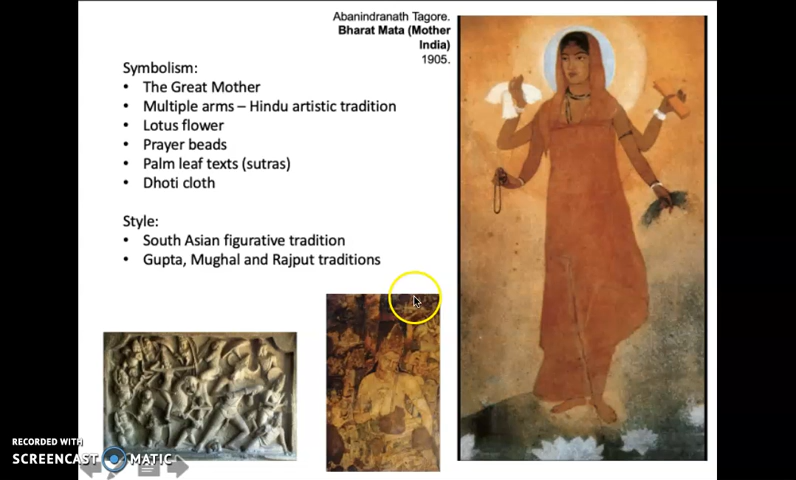 Abanindranath Tagore.
Bharat Mata (Mother
India)
1905.
Symbolism:
• The Great Mother
• Multiple arms – Hindu artistic tradition
• Lotus flower
• Prayer beads
• Palm leaf texts (sutras)
• Dhoti cloth
Style:
• South Asian figurative tradition
• Gupta, Mughal and Rajput traditions
RECORDED WITH
SCREENCAST MATIC